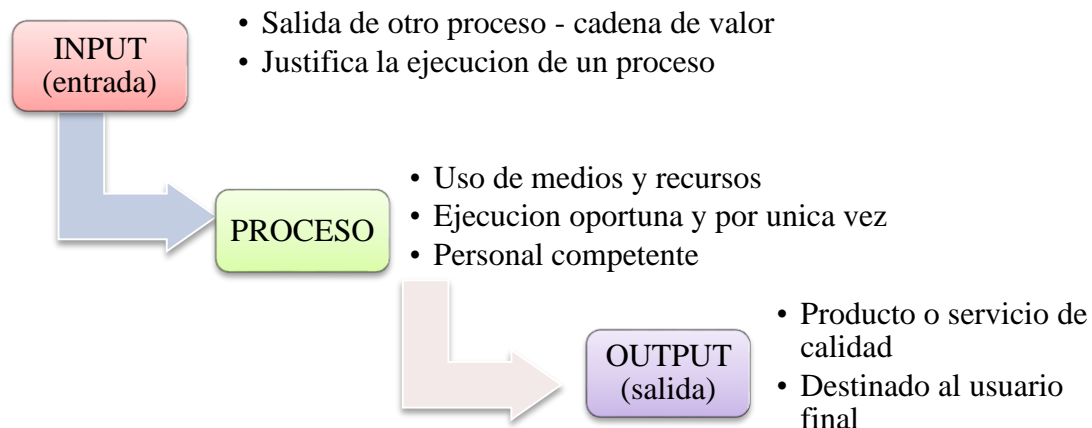 INPUT
(entrada)
• Salida de otro proceso - cadena de valor
• Justifica la ejecucion de un proceso
PROCESO
• Uso de medios y recursos
• Ejecucion oportuna y por unica vez
• Personal competente
OUTPUT
(salida)
• Producto o servicio de
calidad
• Destinado al usuario
final